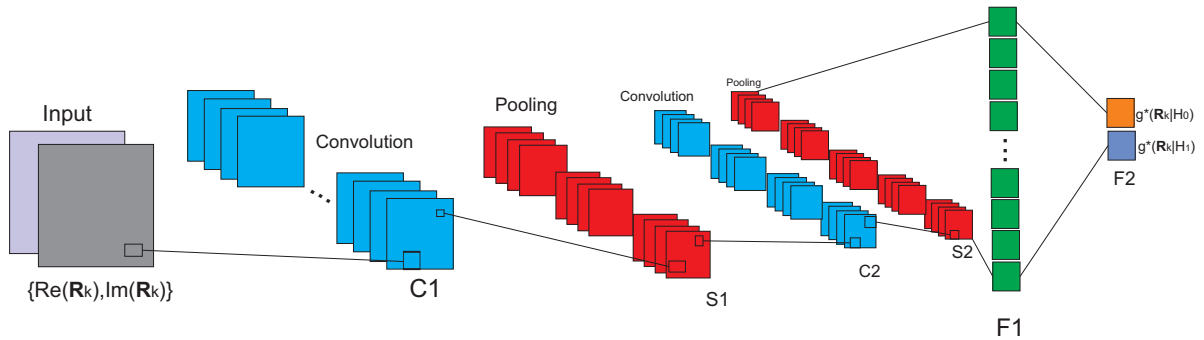 Input
{Re(Rk),Im(Rk)}
Convolution
C1
Pooling
S1
Convolution
C2
Pooling
S2
F1
g*(Rk|H0)
g*(Rk|H1)
F2